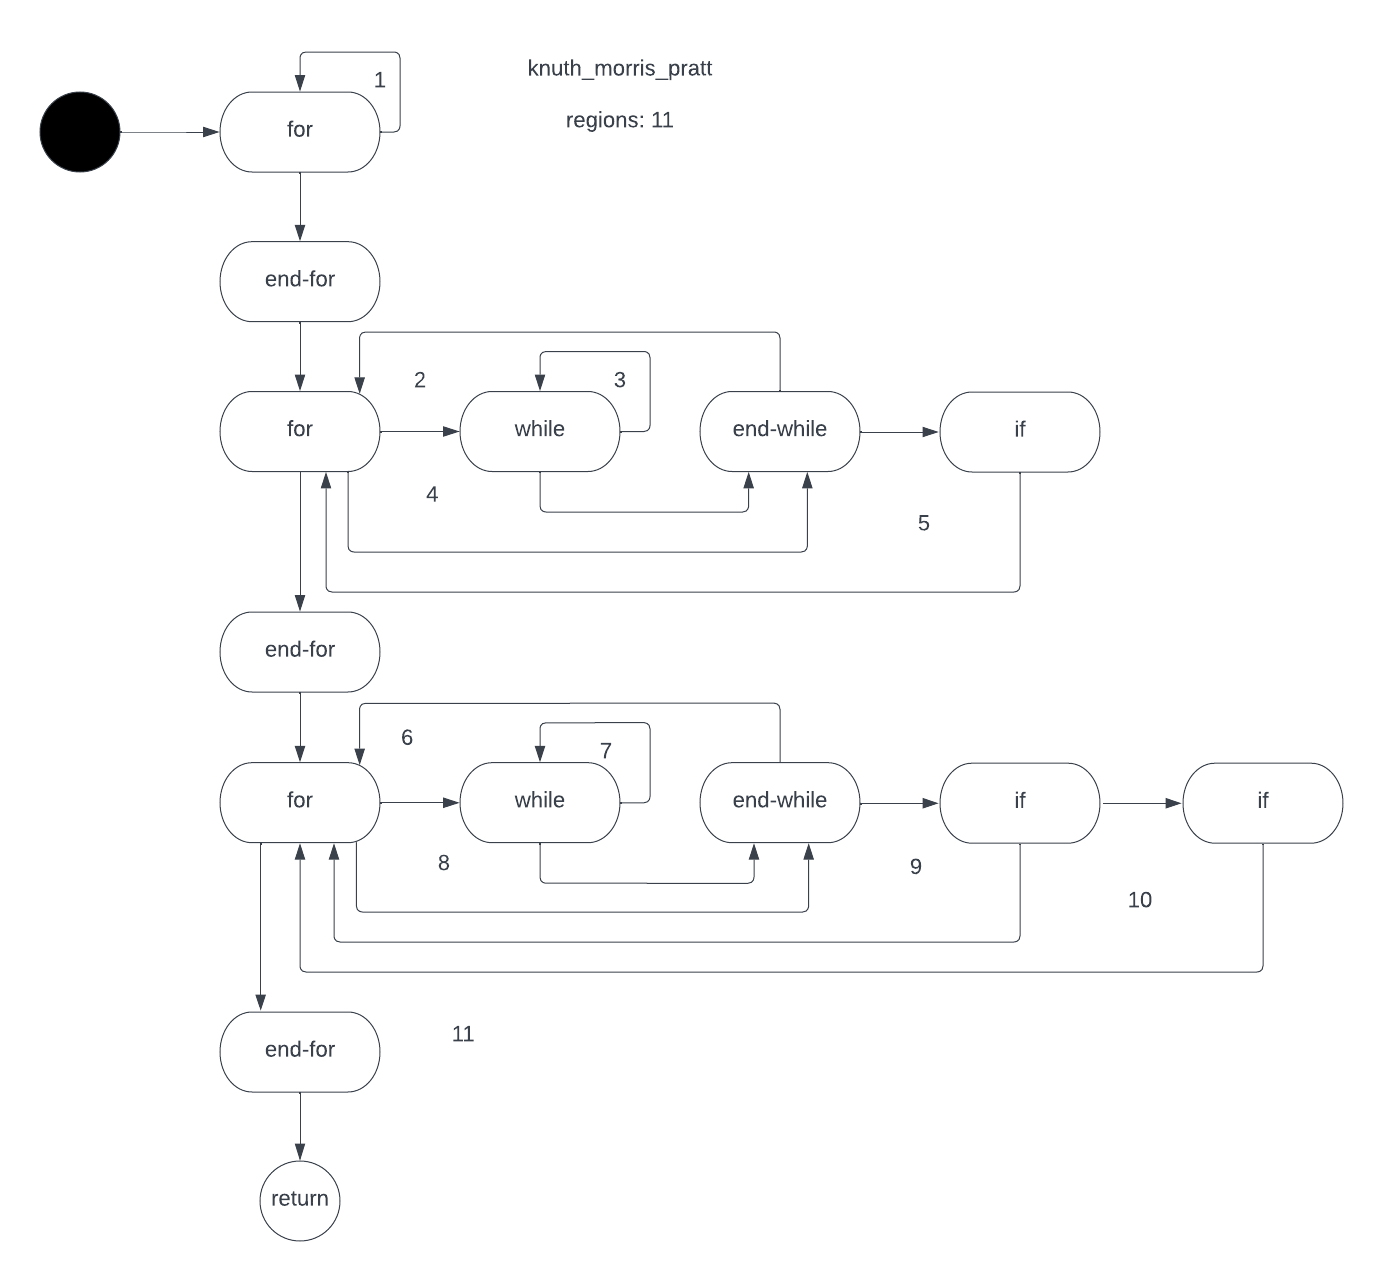 knuth_morris_pratt
1
for
regions: 11
end-for
2
3
for
while
end-while
if
4
5
end-for
6
7
for
while
end-while
if
if
8
9
10
11
end-for
return